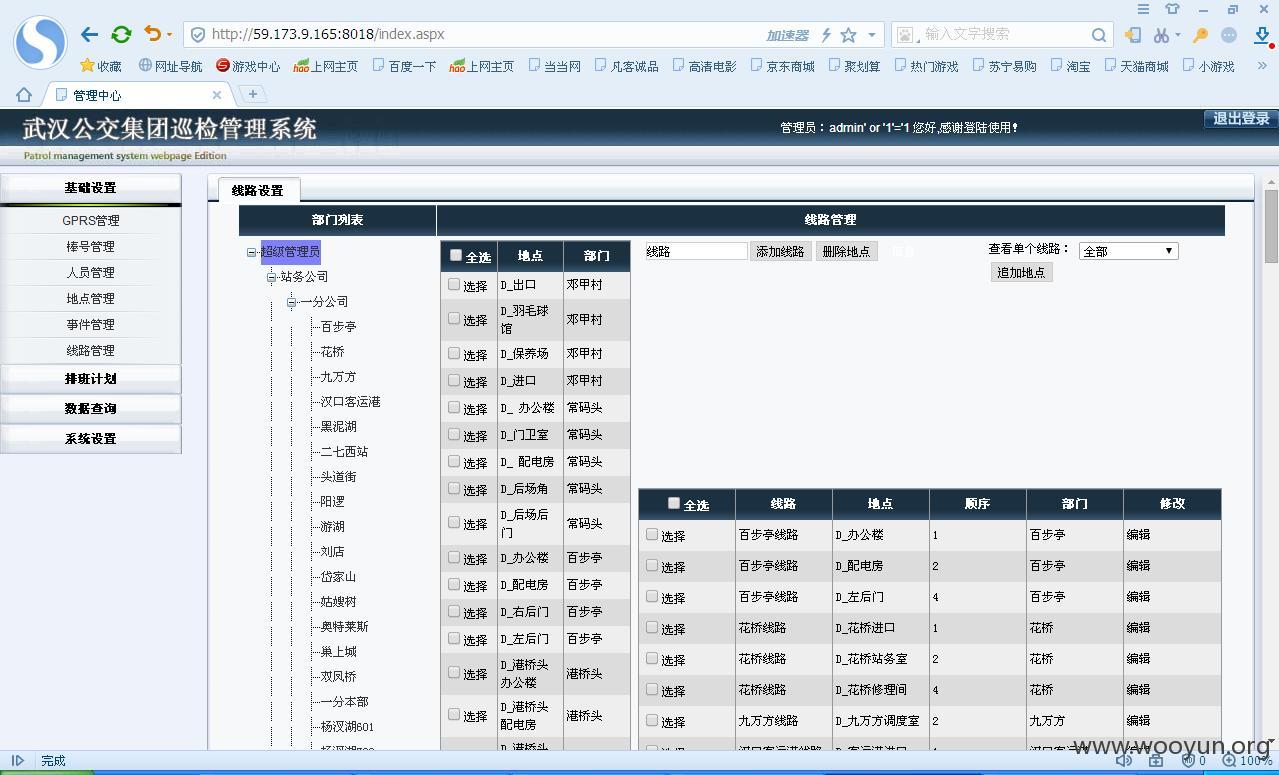 http://59.173.9.165:8018/index.aspx
加速器
输入文字搜索
收藏
网址导航
游戏中心
hao 上网主页
百度一下
hao 上网主页
当当网
凡客诚品
高清电影
京东商城
聚划算
热门游戏
苏宁易购
淘宝
天猫商城
小游戏
管理中心
武汉公交集团巡检管理系统
Patrol management system webpage Edition
管理员：admin' or '1'='1 您好,感谢登陆使用!
退出登录
基础设置
GPRS管理
棒号管理
人员管理
地点管理
事件管理
线路管理
排班计划
数据查询
系统设置
线路设置
部门列表
线路管理
超级管理员
站务公司
一分公司
百步亭
花桥
九万方
汉口客运港
黑泥湖
二七西站
头道街
阳逻
游湖
刘店
岱家山
姑嫂树
奥特莱斯
巢上城
双凤桥
一分本部
杨汊湖601
全选 地点 部门
选择 D_出口 邓甲村
选择 D_羽毛球馆 邓甲村
选择 D_保养场 邓甲村
选择 D_进口 邓甲村
选择 D_ 办公楼 常码头
选择 D_门卫室 常码头
选择 D_ 配电房 常码头
选择 D_后场角 常码头
选择 D_后场后门 常码头
选择 D_办公楼 百步亭
选择 D_配电房 百步亭
选择 D_右后门 百步亭
选择 D_左后门 百步亭
选择 D_港桥头办公楼 港桥头
选择 D_港桥头配电房 港桥头
线路 添加线路 删除地点
查看单个线路： 全部
追加地点
全选 线路 地点 顺序 部门 修改
选择 百步亭线路 D_办公楼 1 百步亭 编辑
选择 百步亭线路 D_配电房 2 百步亭 编辑
选择 百步亭线路 D_左后门 4 百步亭 编辑
选择 花桥线路 D_花桥进口 1 花桥 编辑
选择 花桥线路 D_花桥站务室 2 花桥 编辑
选择 花桥线路 D_花桥修理间 4 花桥 编辑
选择 九万方线路 D_九万方调度室 2 九万方 编辑
www.wooyun.org
完成
0
100%